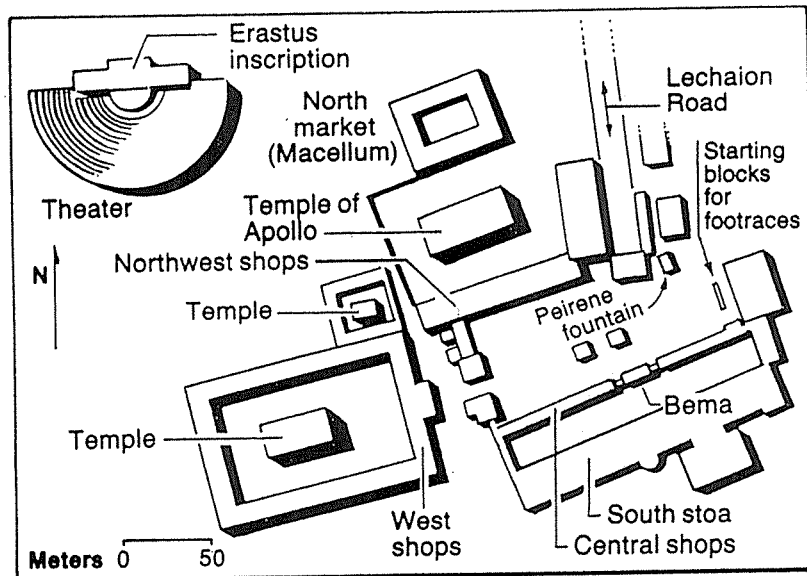 Erastus
inscription
Theater
North
market
(Macellum)
Lechaion
Road
Starting
blocks
for
footraces
Temple of
Apollo
Northwest shops
N
Temple
Peirene
fountain
Temple
Bema
West
shops
South stoa
Central shops
Meters 0 50